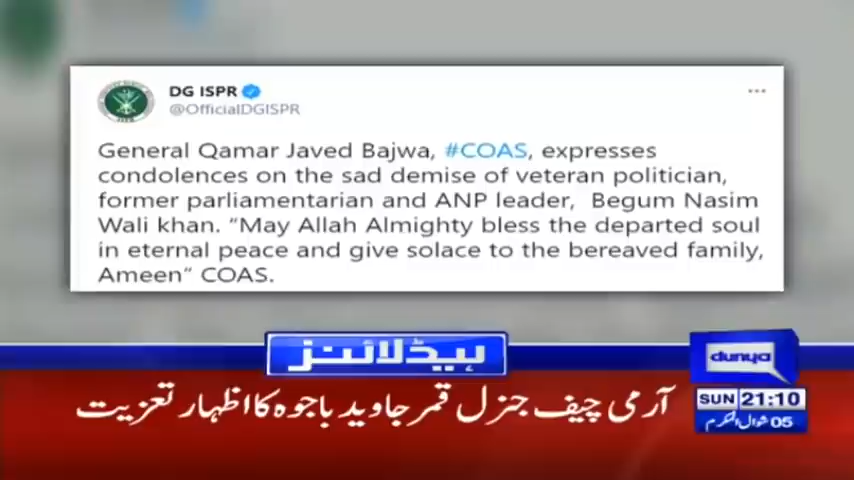 DG ISPR
@OfficialDGISPR
General Qamar Javed Bajwa, #COAS, expresses
condolences on the sad demise of veteran politician,
former parliamentarian and ANP leader, Begum Nasim
Wali khan. "May Allah Almighty bless the departed soul
in eternal peace and give solace to the bereaved family,
Ameen" COAS.
ہیڈلائنز
dunya
آرمی چیف جنرل قمر جاوید باجوہ کا اظہار تعزیت
SUN 21:10
05 شوال المکرم